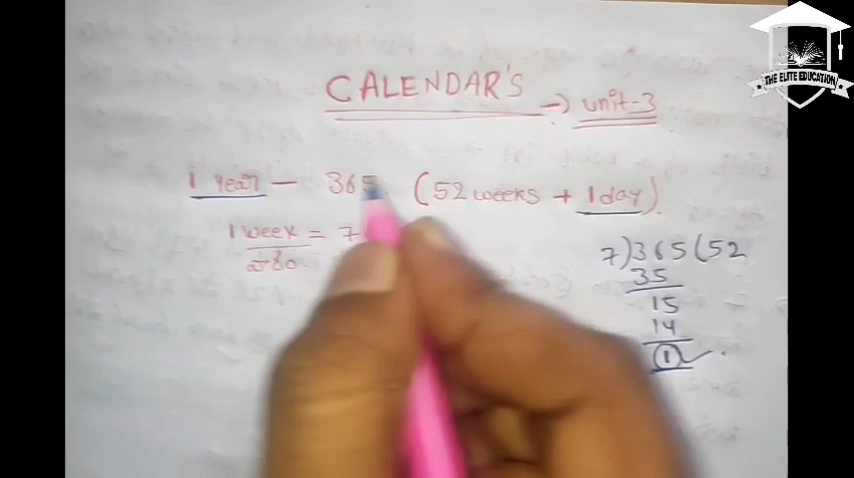 CALENDAR'S → unit-3
1 year - 365 (52 weeks + 1 day).
1 week = 7
7)365(52
35
15
14
1
THE ELITE EDUCATION